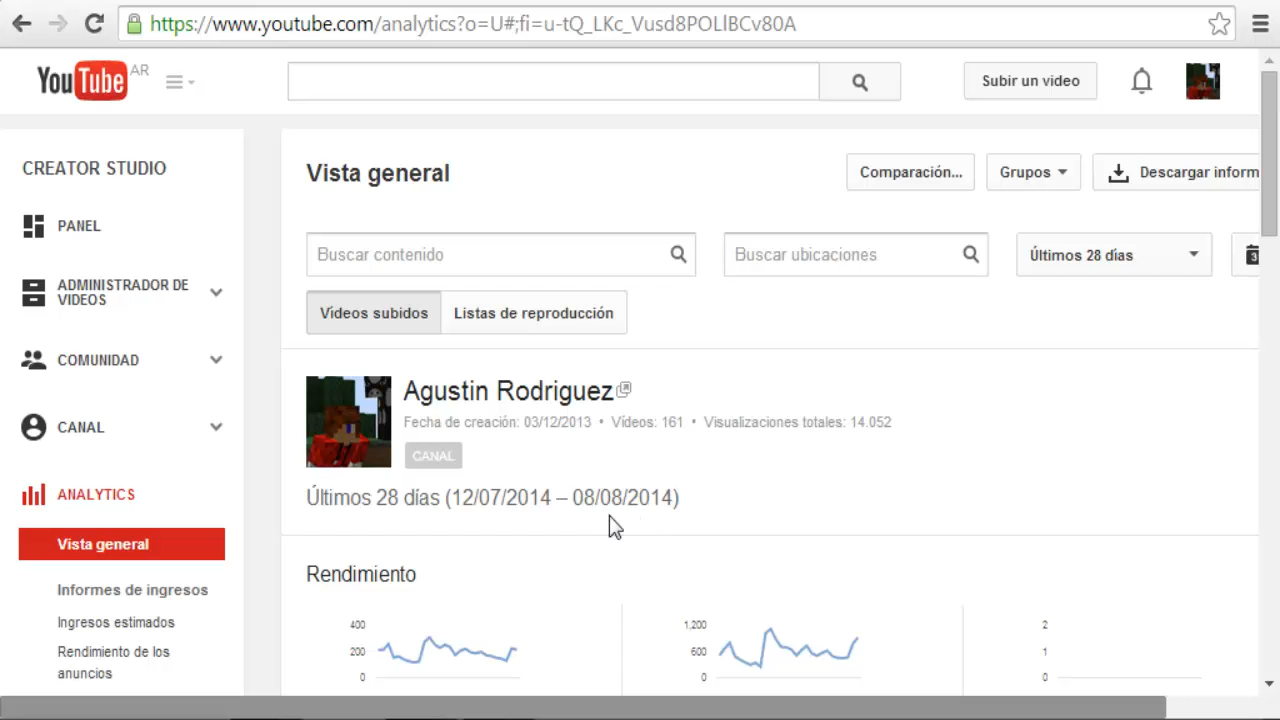 https://www.youtube.com/analytics?o=U#;fi=u-tQ_LKc_Vusd8POLlBCv80A
YouTube AR
Subir un video
CREATOR STUDIO
PANEL
ADMINISTRADOR DE
VIDEOS
COMUNIDAD
CANAL
ANALYTICS
Vista general
Informes de ingresos
Ingresos estimados
Rendimiento de los
anuncios
Vista general
Comparación...
Grupos
Descargar inform
Buscar contenido
Buscar ubicaciones
Últimos 28 días
3
Vídeos subidos
Listas de reproducción
Agustin Rodriguez
Fecha de creación: 03/12/2013 • Vídeos: 161 • Visualizaciones totales: 14.052
CANAL
Últimos 28 días (12/07/2014 – 08/08/2014)
Rendimiento
400
200
0
1,200
600
0
2
1
0